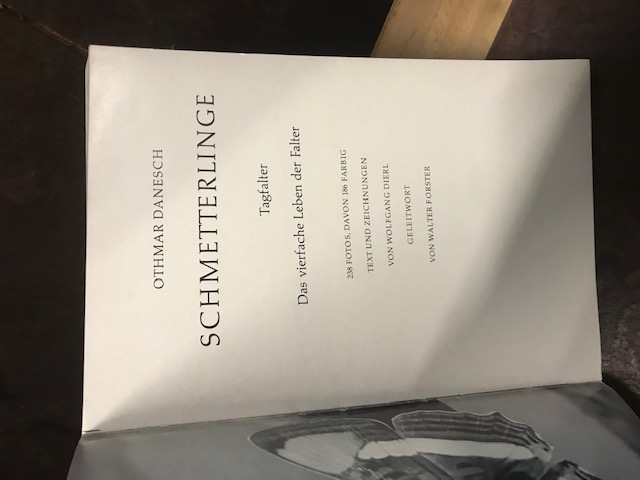 OTHMAR DANESCH
SCHMETTERLINGE
Tagfalter
Das vierfache Leben der Falter
238 FOTOS, DAVON 186 FARBIG
TEXT UND ZEICHNUNGEN
VON WOLFGANG DIERL
GELEITWORT
VON WALTER FORSTER